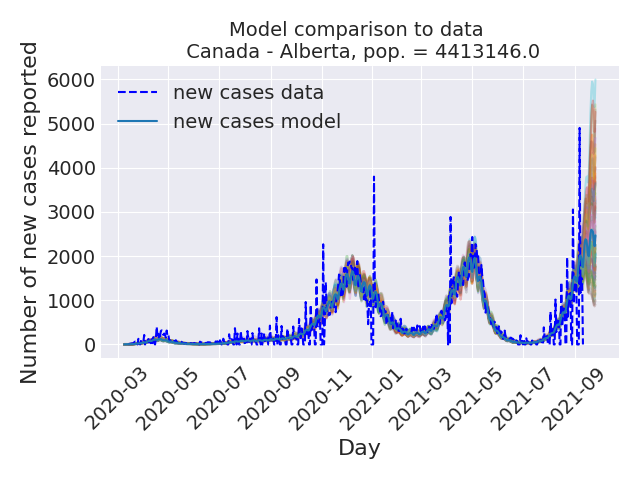 Model comparison to data
Canada - Alberta, pop. = 4413146.0
Number of new cases reported
6000
5000
4000
3000
2000
1000
0
new cases data
new cases model
2020-03
2020-05
2020-07
2020-09
2020-11
2021-01
2021-03
2021-05
2021-07
2021-09
Day